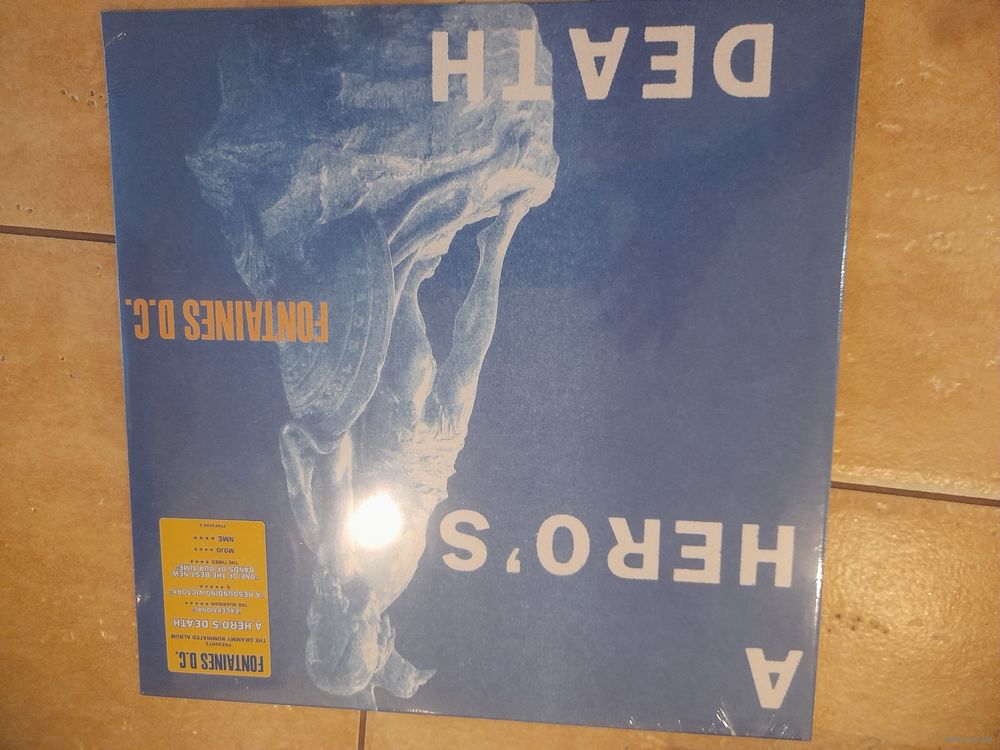 A
HERO'S
DEATH
FONTAINES D.C.
FONTAINES D.C.
PRESENTS
THE GRAMMY NOMINATED ALBUM
A HERO'S DEATH
"EXCEPTIONAL"
THE GUARDIAN ★★★★★
"A RESOUNDING VICTORY"
Q ★★★★★
"ONE OF THE BEST NEW
BANDS OF OUR TIME"
THE TIMES ★★★★
MOJO ★★★★
NME ★★★★